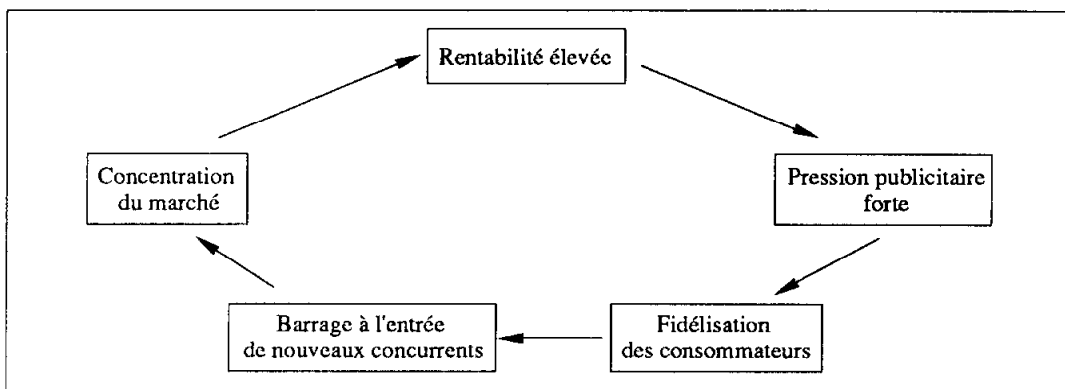 Rentabilité élevée
Concentration
du marché
Pression publicitaire
forte
Barrage à l'entrée
de nouveaux concurrents
Fidélisation
des consommateurs